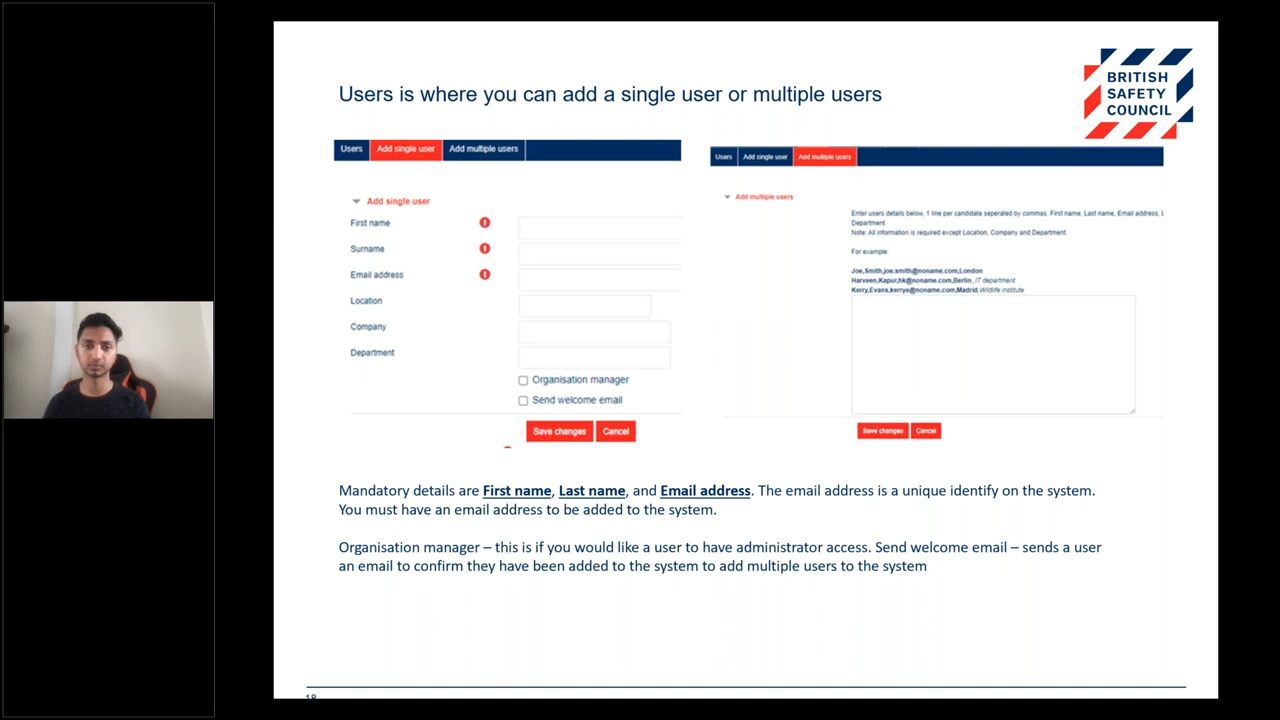 Users is where you can add a single user or multiple users
BRITISH
SAFETY
COUNCIL
Users Add single user Add multiple users
Add single user
First name
Surname
Email address
Location
Company
Department
Organisation manager
Send welcome email
Save changes Cancel
Users Add single user Add multiple users
Add multiple users
Enter users details below, 1 line per candidate seperated by commas. First name, Last name, Email address, L
Department
Note: All information is required except Location, Company and Department.
For example:
Joe,Smith,joe.smith@noname.com,London
Harveen,Kapur,hk@noname.com,Berlin,,IT department
Kerry,Evans,kerrye@noname.com,Madrid,Wildlife institute
Save changes Cancel
Mandatory details are First name, Last name, and Email address. The email address is a unique identify on the system.
You must have an email address to be added to the system.
Organisation manager – this is if you would like a user to have administrator access. Send welcome email – sends a user
an email to confirm they have been added to the system to add multiple users to the system
18